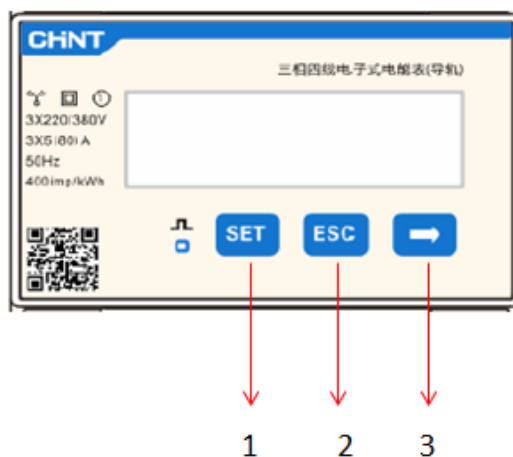 CHNT
三相四线电子式电能表(导轨)
3X220/380V
3X5(80)A
50Hz
400imp/kWh
SET
ESC
1
2
3